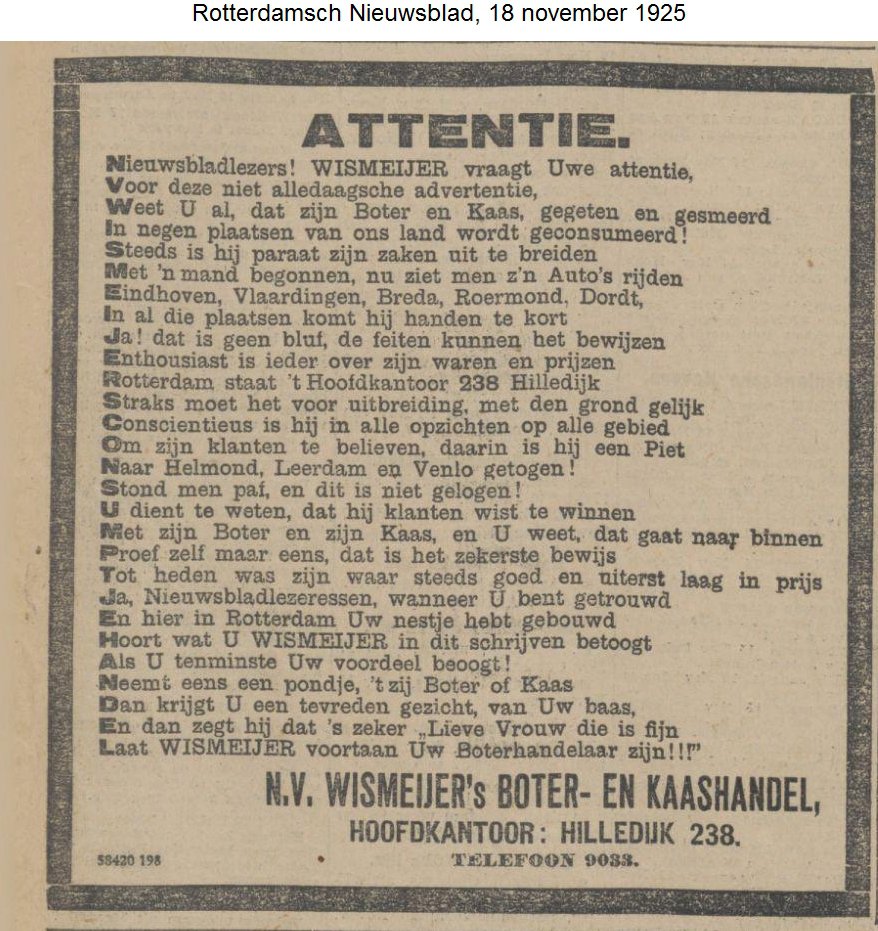 Rotterdamsch Nieuwsblad, 18 november 1925
ATTENTIE.
Nieuwsbladlezers! WISMEIJER vraagt Uwe attentie,
Voor deze niet alledaagsche advertentie,
Weet U al, dat zijn Boter en Kaas, gegeten en gesmeerd
In negen plaatsen van ons land wordt geconsumeerd!
Steeds is hij paraat zijn zaken uit te breiden
Met 'n mand begonnen, nu ziet men z'n Auto's rijden
Eindhoven, Vlaardingen, Breda, Roermond, Dordt,
In al die plaatsen komt hij handen te kort
Ja! dat is geen bluf, de feiten kunnen het bewijzen
Enthousiast is ieder over zijn waren en prijzen
Rotterdam staat 't Hoofdkantoor 238 Hilledijk
Straks moet het voor uitbreiding, met den grond gelijk
Conscientieus is hij in alle opzichten op alle gebied
Om zijn klanten te believen, daarin is hij een Piet
Naar Helmond, Leerdam en Venlo getogen!
Stond men paf, en dit is niet gelogen!
U dient te weten, dat hij klanten wist te winnen
Met zijn Boter en zijn Kaas, en U weet, dat gaat naar binnen
Proef zelf maar eens, dat is het zekerste bewijs
Tot heden was zijn waar steeds goed en uiterst laag in prijs
Ja, Nieuwsbladlezeressen, wanneer U bent getrouwd
En hier in Rotterdam Uw nestje hebt gebouwd
Hoort wat U WISMEIJER in dit schrijven betoogt
Als U tenminste Uw voordeel beoogt!
Neemt eens een pondje, 't zij Boter of Kaas
Dan krijgt U een tevreden gezicht, van Uw baas,
En dan zegt hij dat 's zeker „Lieve Vrouw die is fijn
Laat WISMEIJER voortaan Uw Boterhandelaar zijn!!!"
N.V. WISMEIJER's BOTER- EN KAASHANDEL,
HOOFDKANTOOR: HILLEDIJK 238.
58420 198
TELEFOON 9033.